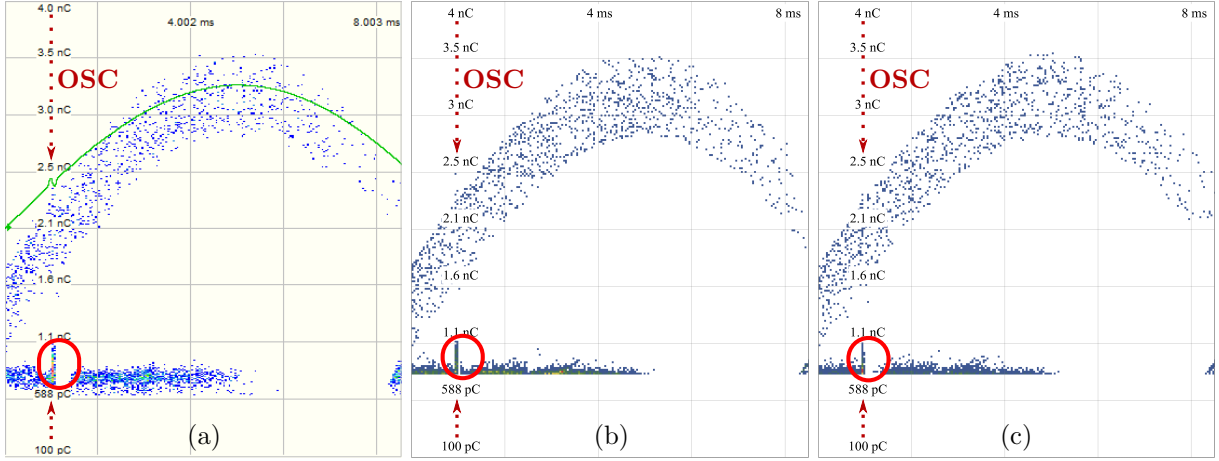 4.0 nC
4.002 ms
8.003 ms
3.5 nC
OSC
3.0 nC
2.5 nC
2.1 nC
1.6 nC
1.1 nC
588 pC
100 pC
(a)
4 nC
4 ms
8 ms
3.5 nC
OSC
3 nC
2.5 nC
2.1 nC
1.6 nC
1.1 nC
588 pC
100 pC
(b)
4 nC
4 ms
8 ms
3.5 nC
OSC
3 nC
2.5 nC
2.1 nC
1.6 nC
1.1 nC
588 pC
100 pC
(c)